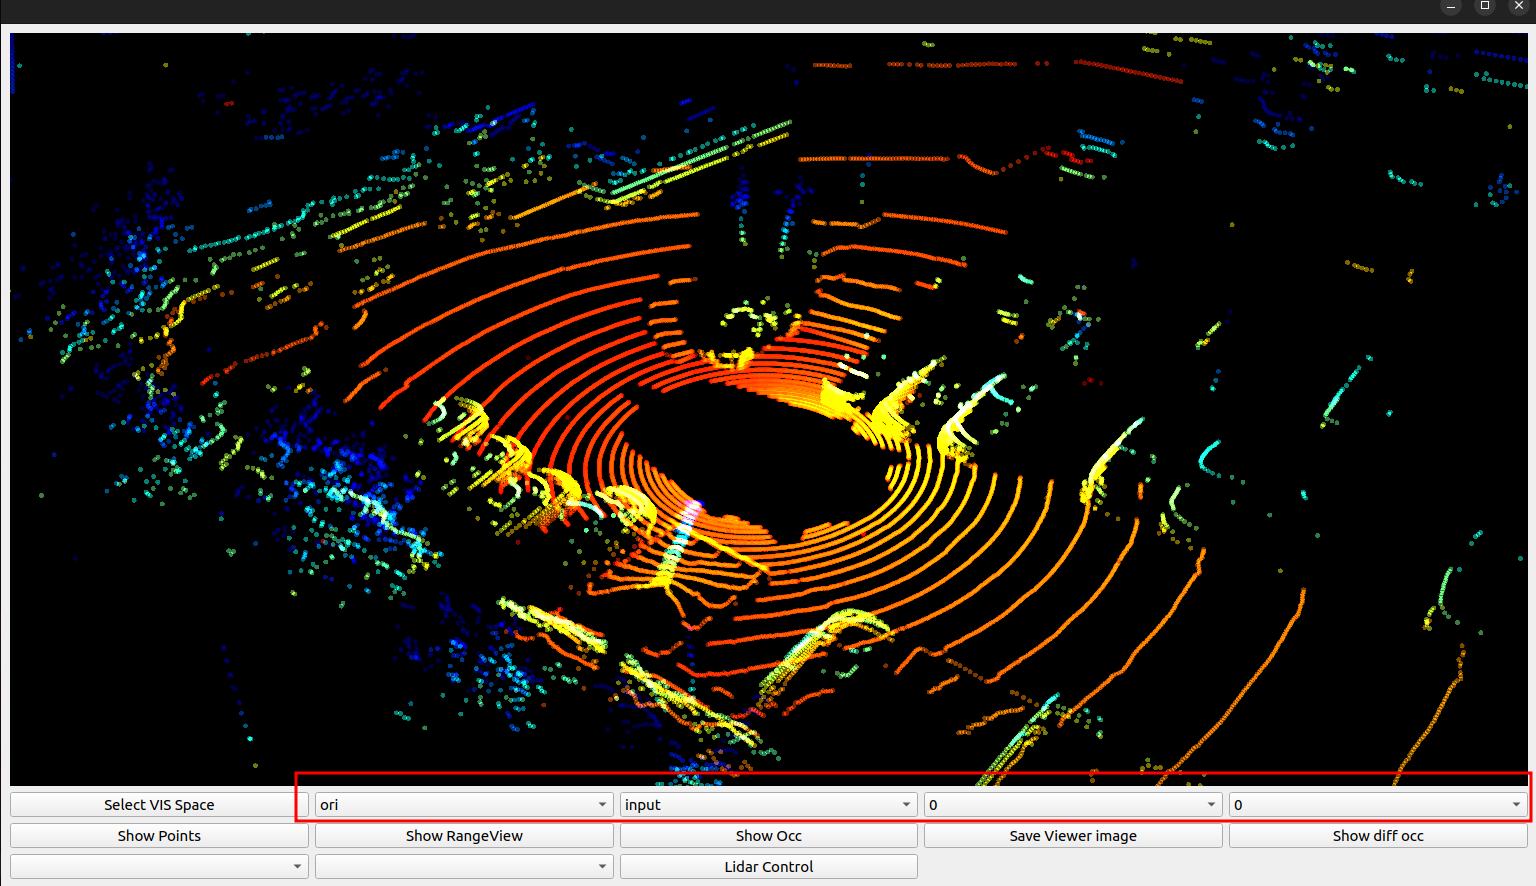 Select VIS Space ori input 0 0
Show Points Show RangeView Show Occ Save Viewer image Show diff occ
Lidar Control